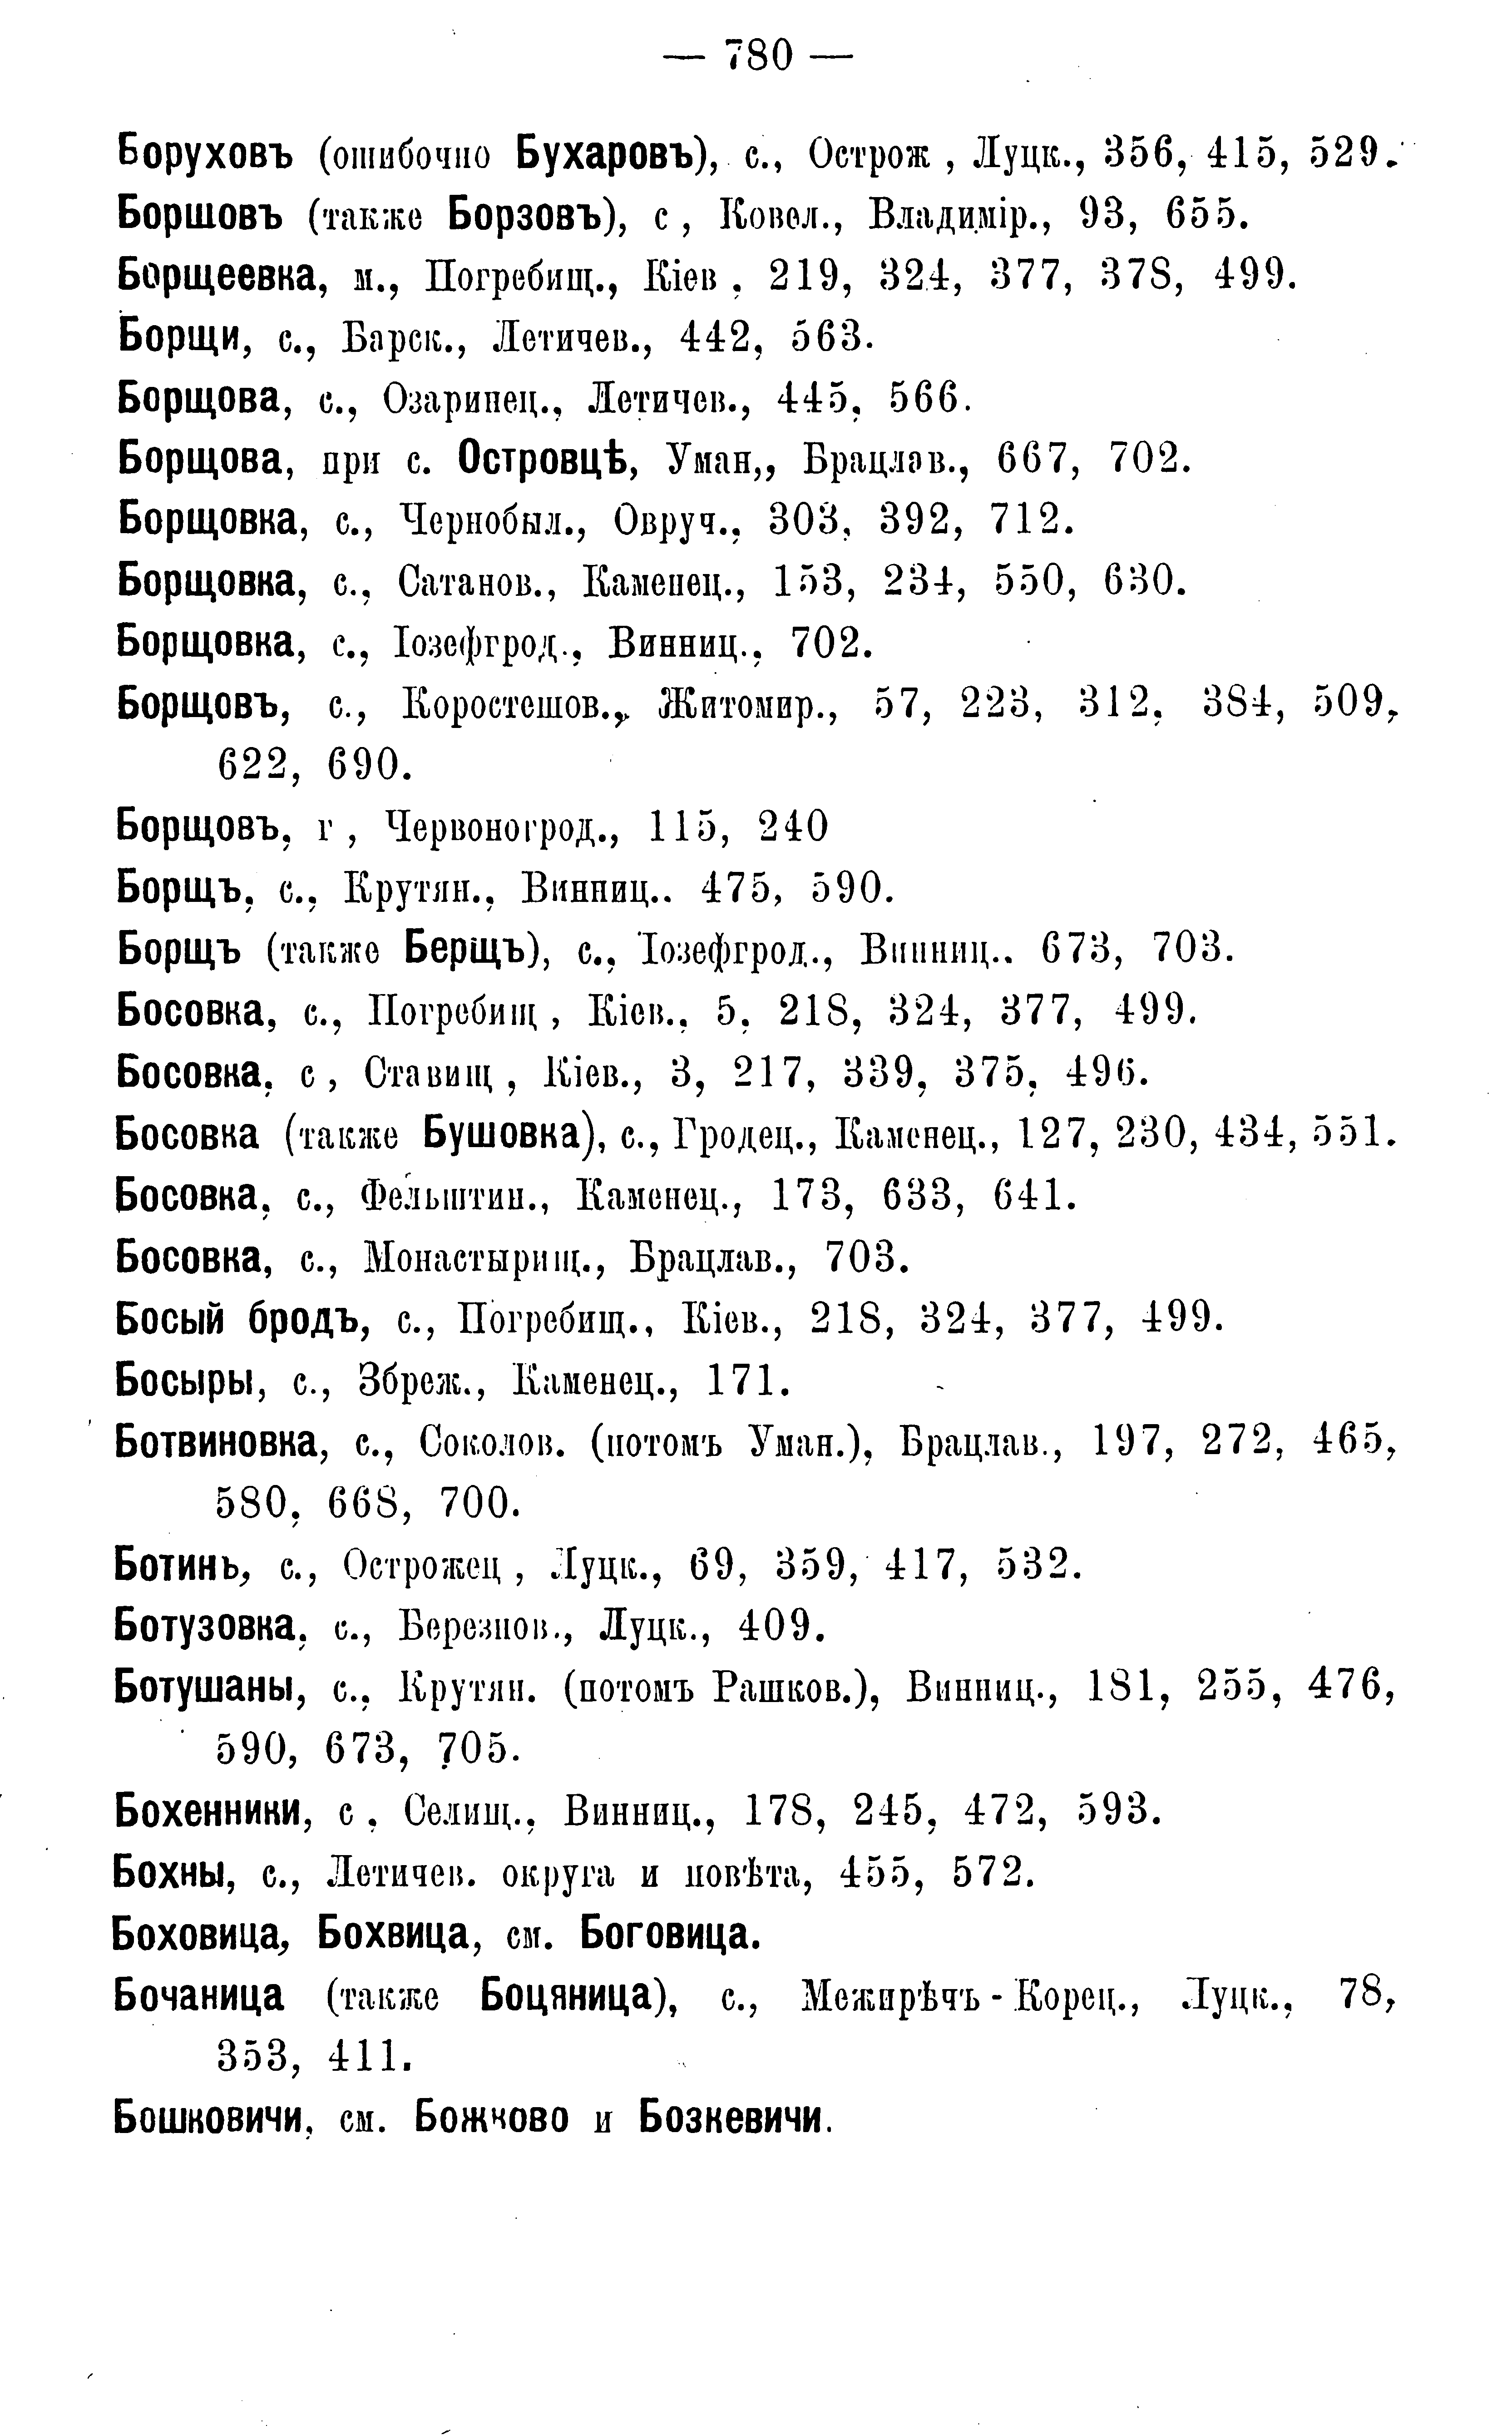 — 780 —
Боруховъ (ошибочно Бухаровъ), с., Острож , Луцк., 356, 415, 529.
Боршовъ (также Борзовъ), с , Ковел., Владимір., 93, 655.
Борщеевка, м., Погребищ., Кіев , 219, 324, 377, 378, 499.
Борщи, с., Барск., Летичев., 442, 563.
Борщова, с., Озаринец., Летичев., 445, 566.
Борщова, при с. Островцѣ, Уман,, Брацлав., 667, 702.
Борщовка, с., Чернобыл., Овруч., 303, 392, 712.
Борщовка, с., Сатанов., Каменец., 153, 234, 550, 630.
Борщовка, с., Іозефгрод., Винниц., 702.
Борщовъ, с., Коростешов., Житомир., 57, 223, 312, 384, 509,
622, 690.
Борщовъ, г , Червоногрод., 115, 240
Борщъ, с., Крутян., Винниц.. 475, 590.
Борщъ (также Берщъ), с., Іозефгрод., Винниц.. 673, 703.
Босовка, с., Погребищ , Кіев., 5, 218, 324, 377, 499.
Босовка, с , Ставищ , Кіев., 3, 217, 339, 375, 496.
Босовка (также Бушовка), с., Гродец., Каменец., 127, 230, 434, 551.
Босовка, с., Фельштин., Каменец., 173, 633, 641.
Босовка, с., Монастырищ., Брацлав., 703.
Босый бродъ, с., Погребищ., Кіев., 218, 324, 377, 499.
Босыры, с., Збреж., Каменец., 171.
Ботвиновка, с., Соколов. (потомъ Уман.), Брацлав., 197, 272, 465,
580, 668, 700.
Ботинь, с., Острожец , Луцк., 69, 359, 417, 532.
Ботузовка, с., Березнов., Луцк., 409.
Ботушаны, с., Крутян. (потомъ Рашков.), Винниц., 181, 255, 476,
590, 673, 705.
Бохенники, с , Селищ., Винниц., 178, 245, 472, 593.
Бохны, с., Летичев. округа и повѣта, 455, 572.
Боховица, Бохвица, см. Боговица.
Бочаница (также Боцяница), с., Межирѣчъ - Корец., Луцк., 78,
353, 411.
Бошковичи, см. Божково и Бозкевичи.